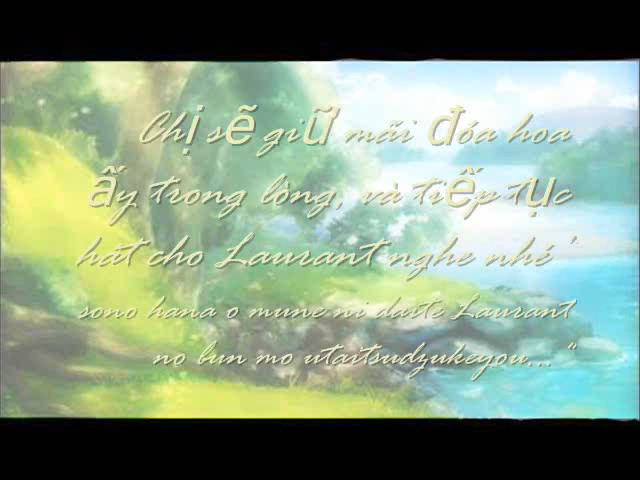 Chị sẽ giữ mãi đóa hoa
ấy trong lòng, và tiếp tục
hát cho Laurant nghe nhé'
sono hana o mune ni daite Laurant
no bun mo utaitsudzukeyou... "